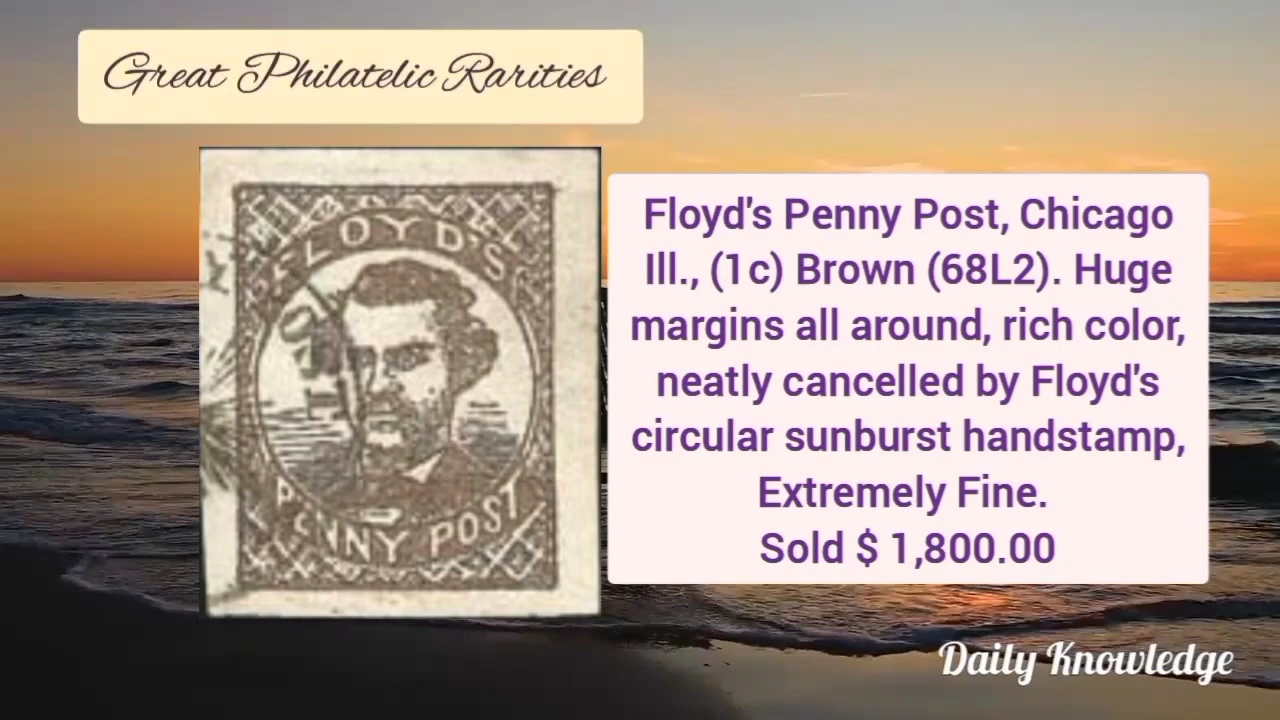 Great Philatelic Rarities
FLOYD'S
PENNY POST
Floyd's Penny Post, Chicago
Ill., (1c) Brown (68L2). Huge
margins all around, rich color,
neatly cancelled by Floyd's
circular sunburst handstamp,
Extremely Fine.
Sold $ 1,800.00
Daily Knowledge